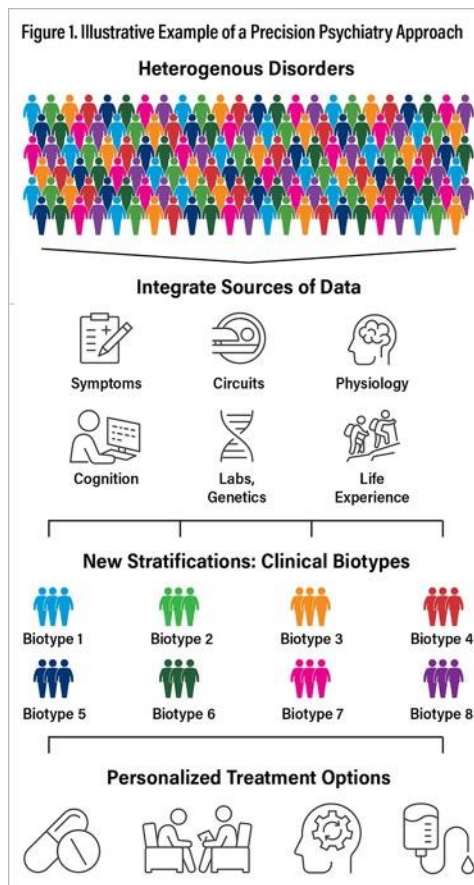 Figure 1. Illustrative Example of a Precision Psychiatry Approach
Heterogenous Disorders
Integrate Sources of Data
Symptoms
Circuits
Physiology
Cognition
Labs,
Genetics
Life
Experience
New Stratifications: Clinical Biotypes
Biotype 1
Biotype 2
Biotype 3
Biotype 4
Biotype 5
Biotype 6
Biotype 7
Biotype 8
Personalized Treatment Options